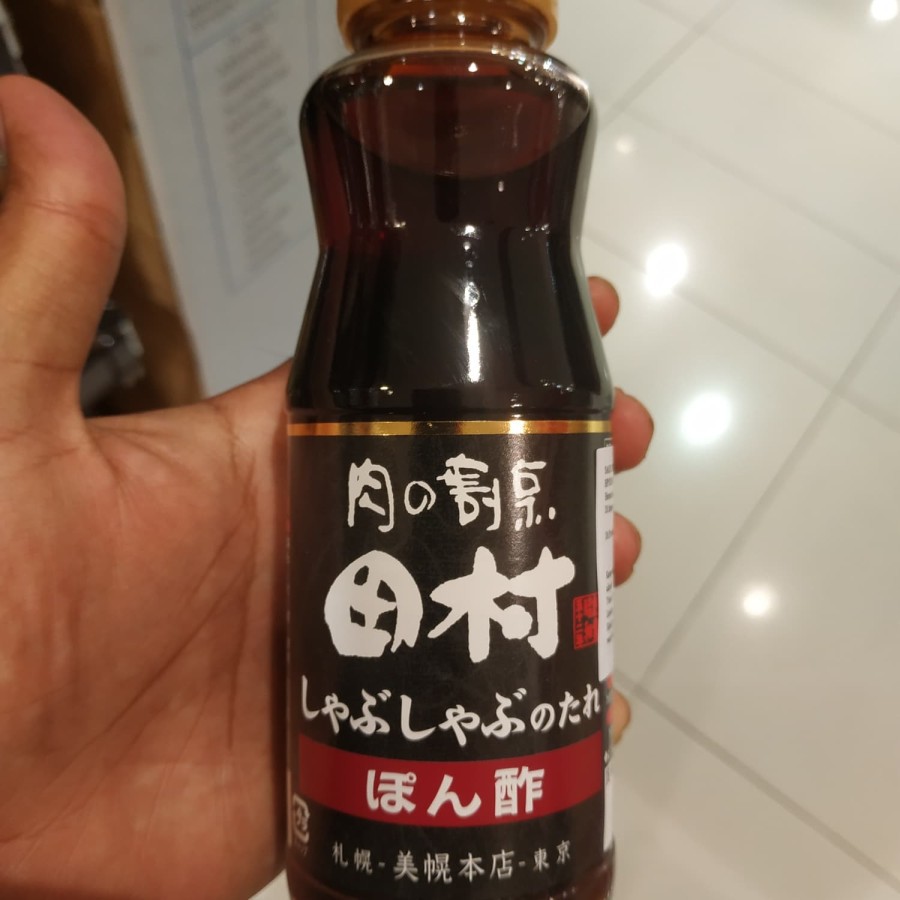 肉の割烹
田村
しゃぶしゃぶのたれ
ぽん酢
札幌-美幌本店-東京